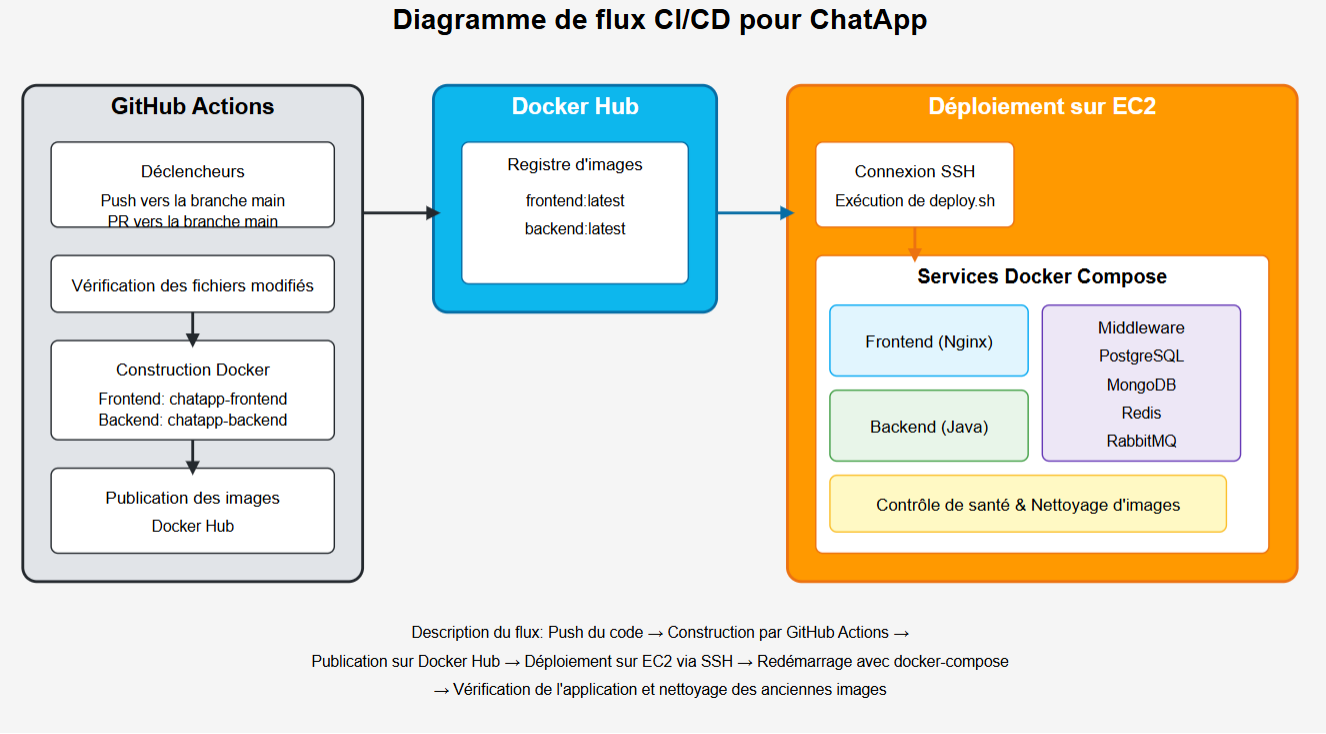 Diagramme de flux CI/CD pour ChatApp
GitHub Actions
Déclencheurs
Push vers la branche main
PR vers la branche main
Vérification des fichiers modifiés
Construction Docker
Frontend: chatapp-frontend
Backend: chatapp-backend
Publication des images
Docker Hub
Docker Hub
Registre d'images
frontend:latest
backend:latest
Déploiement sur EC2
Connexion SSH
Exécution de deploy.sh
Services Docker Compose
Frontend (Nginx)
Backend (Java)
Middleware
PostgreSQL
MongoDB
Redis
RabbitMQ
Contrôle de santé & Nettoyage d'images
Description du flux: Push du code → Construction par GitHub Actions →
Publication sur Docker Hub → Déploiement sur EC2 via SSH → Redémarrage avec docker-compose
→ Vérification de l'application et nettoyage des anciennes images